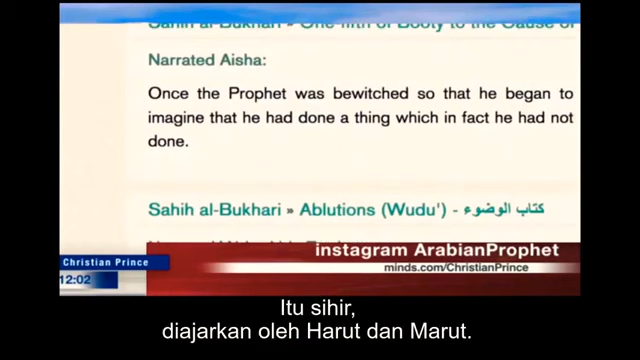 Sahih al-Bukhari » One-fifth of Booty to the Cause of
Narrated Aisha:
Once the Prophet was bewitched so that he began to
imagine that he had done a thing which in fact he had not
done.
Sahih al-Bukhari » Ablutions (Wudu') - كتاب الوضوء
instagram ArabianProphet
Christian Prince
minds.com/ChristianPrince
12:02
Itu sihir,
diajarkan oleh Harut dan Marut.